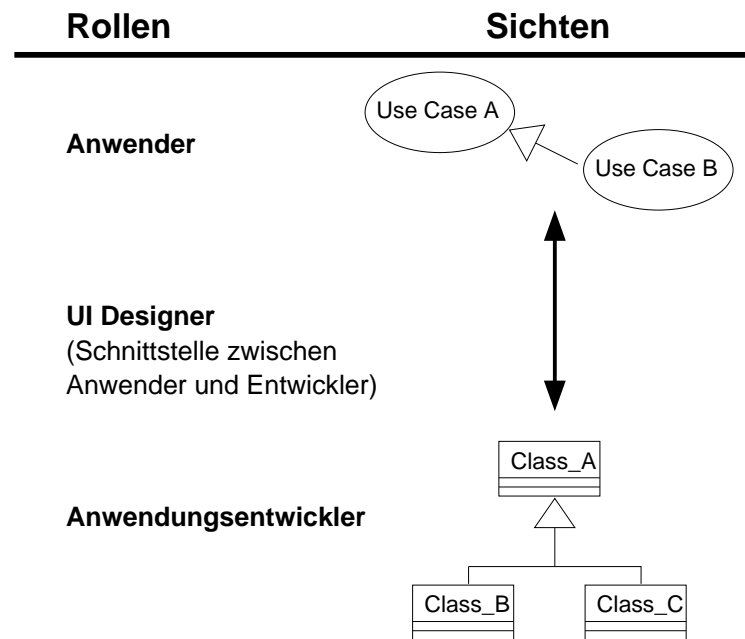 Rollen Sichten
Use Case A
Anwender
Use Case B
UI Designer
(Schnittstelle zwischen
Anwender und Entwickler)
Class_A
Anwendungsentwickler
Class_B Class_C